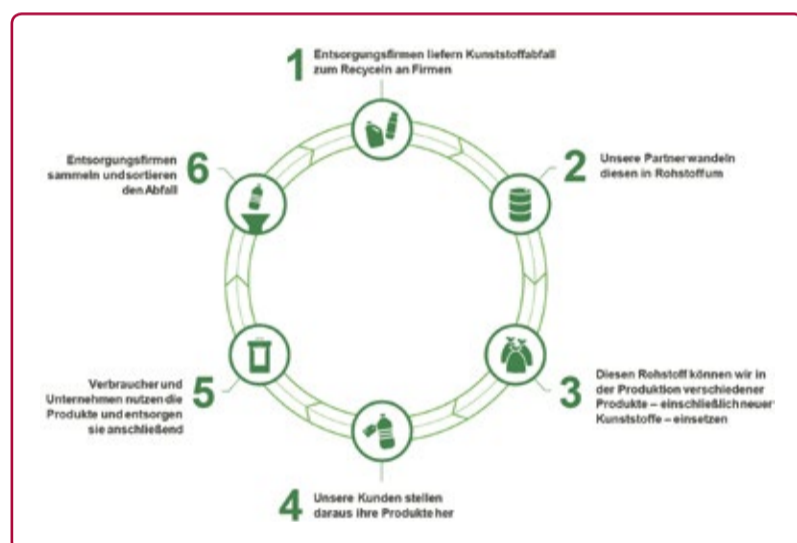 1 Entsorgungsfirmen liefern Kunststoffabfall
zum Recyceln an Firmen
2 Unsere Partner wandeln
diesen in Rohstoff um
3 Diesen Rohstoff können wir in
der Produktion verschiedener
Produkte – einschließlich neuer
Kunststoffe – einsetzen
4 Unsere Kunden stellen
daraus ihre Produkte her
5 Verbraucher und
Unternehmen nutzen die
Produkte und entsorgen
sie anschließend
6 Entsorgungsfirmen
sammeln und sortieren
den Abfall